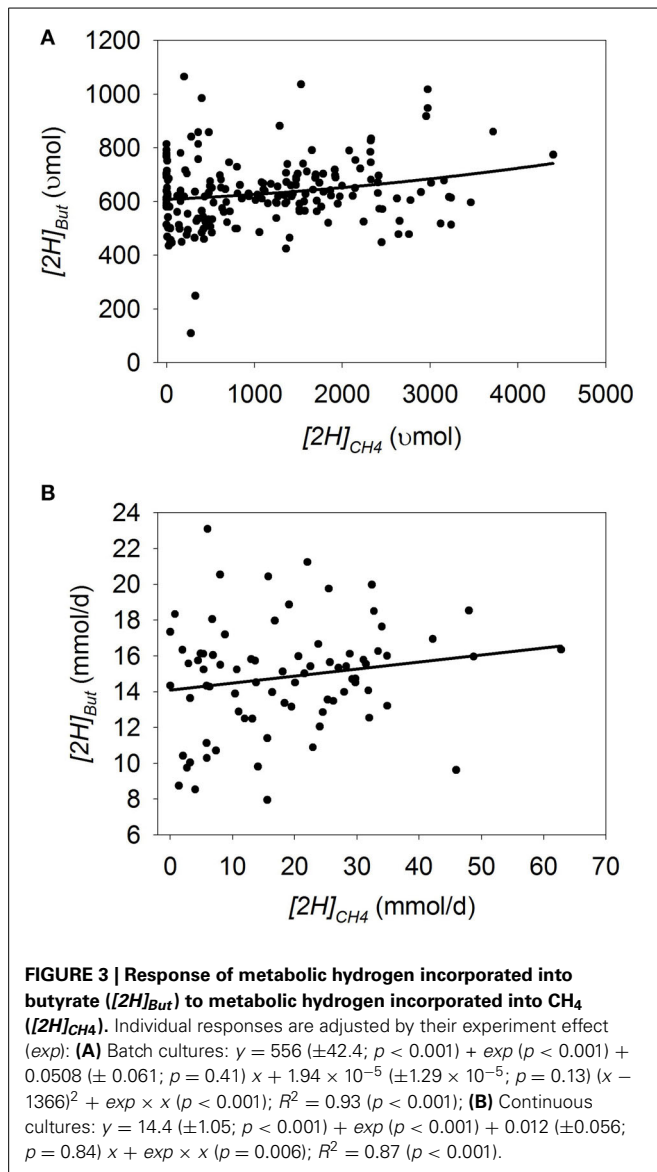 A
1200
1000
800
600
400
200
0
[2H]But (υmol)
0 1000 2000 3000 4000 5000
[2H]CH4 (υmol)
B
24
22
20
18
16
14
12
10
8
6
[2H]But (mmol/d)
0 10 20 30 40 50 60 70
[2H]CH4 (mmol/d)
FIGURE 3 | Response of metabolic hydrogen incorporated into
butyrate ([2H]But) to metabolic hydrogen incorporated into CH4
([2H]CH4). Individual responses are adjusted by their experiment effect
(exp): (A) Batch cultures: y = 556 (±42.4; p < 0.001) + exp (p < 0.001) +
0.0508 (± 0.061; p = 0.41) x + 1.94 × 10⁻⁵ (±1.29 × 10⁻⁵; p = 0.13) (x −
1366)² + exp × x (p < 0.001); R² = 0.93 (p < 0.001); (B) Continuous
cultures: y = 14.4 (±1.05; p < 0.001) + exp (p < 0.001) + 0.012 (±0.056;
p = 0.84) x + exp × x (p = 0.006); R² = 0.87 (p < 0.001).